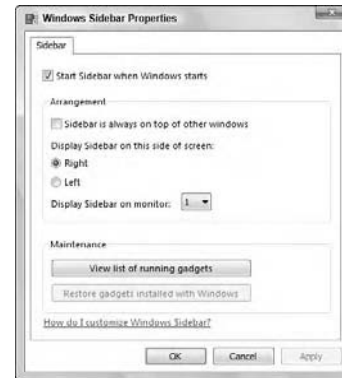 Windows Sidebar Properties
Sidebar
Start Sidebar when Windows starts
Arrangement
Sidebar is always on top of other windows
Display Sidebar on this side of screen:
Right
Left
Display Sidebar on monitor: 1
Maintenance
View list of running gadgets
Restore gadgets installed with Windows
How do I customize Windows Sidebar?
OK Cancel Apply